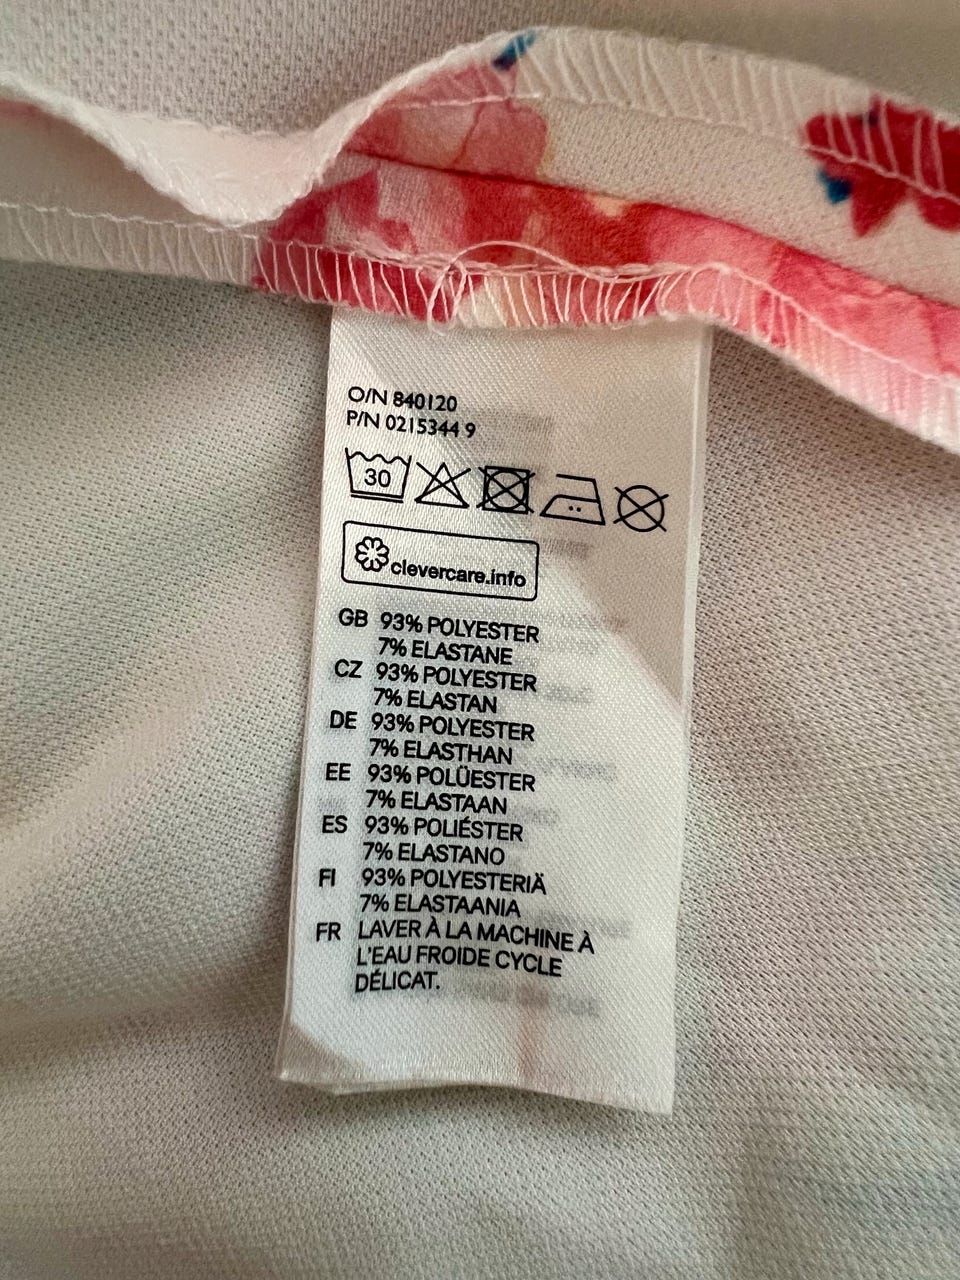 O/N 840120
P/N 0215344 9
30
clevercare.info
GB 93% POLYESTER
7% ELASTANE
CZ 93% POLYESTER
7% ELASTAN
DE 93% POLYESTER
7% ELASTHAN
EE 93% POLÜESTER
7% ELASTAAN
ES 93% POLIÉSTER
7% ELASTANO
FI 93% POLYESTERIÄ
7% ELASTAANIA
FR LAVER À LA MACHINE À
L'EAU FROIDE CYCLE
DÉLICAT.